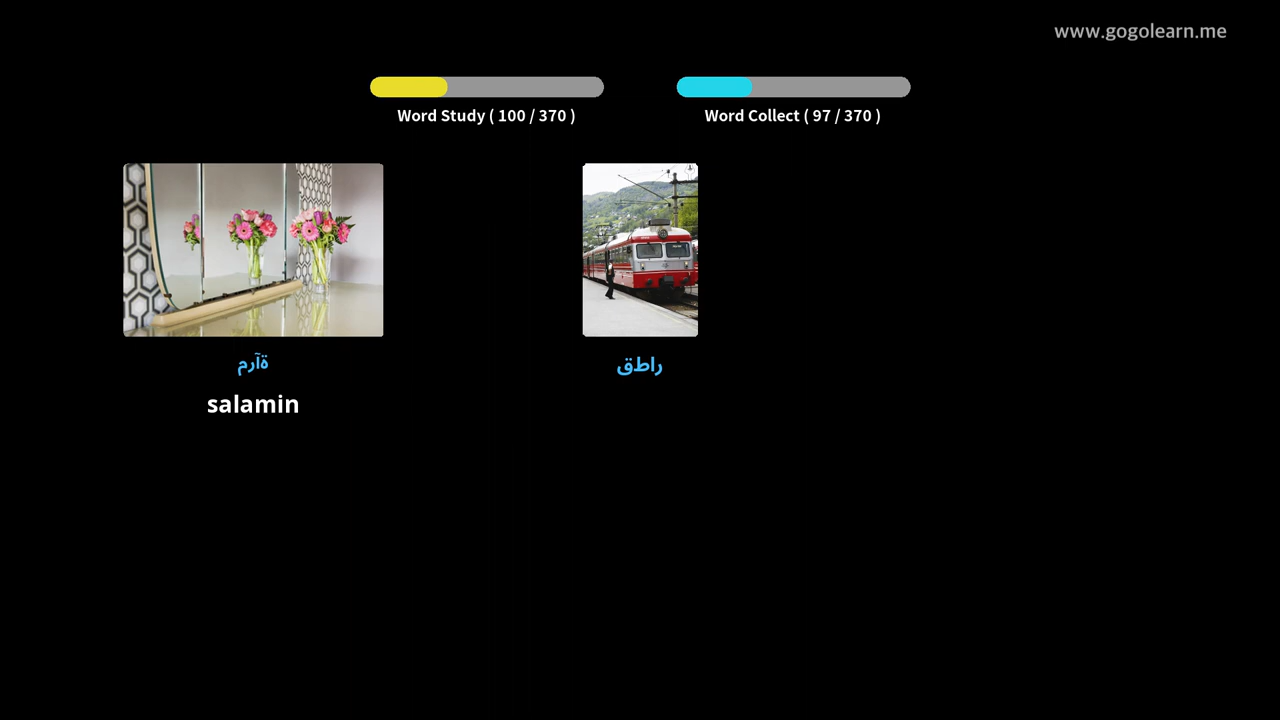 www.gogolearn.me
Word Study ( 100 / 370 )
Word Collect ( 97 / 370 )
ةآرم
راطق
salamin